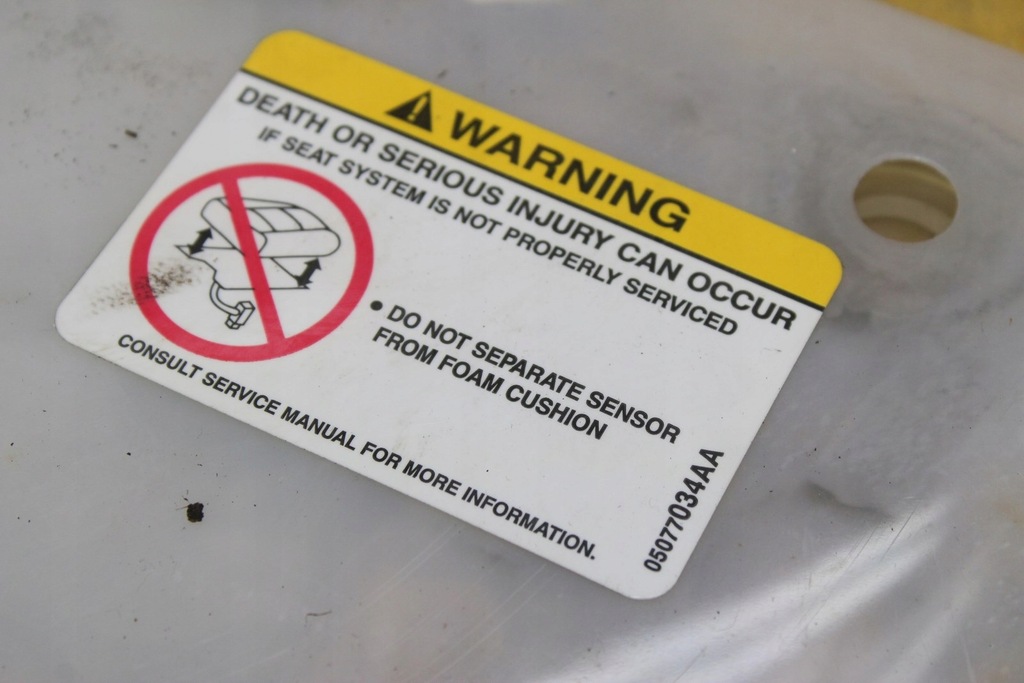 WARNING
DEATH OR SERIOUS INJURY CAN OCCUR
IF SEAT SYSTEM IS NOT PROPERLY SERVICED
• DO NOT SEPARATE SENSOR
FROM FOAM CUSHION
CONSULT SERVICE MANUAL FOR MORE INFORMATION.
05077034AA